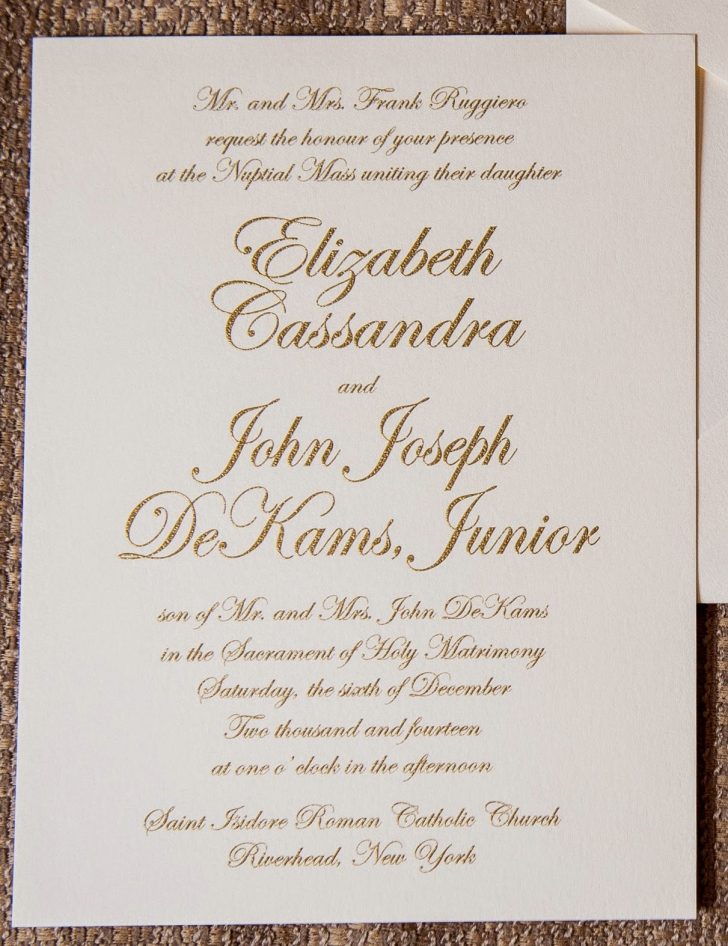 Mr. and Mrs. Frank Ruggiero
request the honour of your presence
at the Nuptial Mass uniting their daughter
Elizabeth
Cassandra
and
John Joseph
DeKams, Junior
son of Mr. and Mrs. John DeKams
in the Sacrament of Holy Matrimony
Saturday, the sixth of December
Two thousand and fourteen
at one o'clock in the afternoon
Saint Isidore Roman Catholic Church
Riverhead, New York